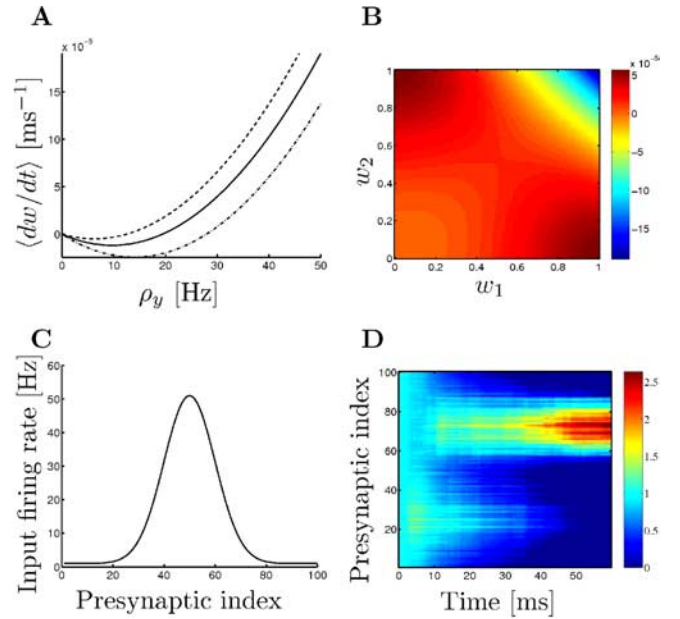 A
x 10⁻⁵
15
10
5
0
⟨dw/dt⟩ [ms⁻¹]
0 10 20 30 40 50
ρy [Hz]
B
x 10⁻⁵
1
0.8
0.6
0.4
0.2
0
w₂
0 0.2 0.4 0.6 0.8 1
w₁
5
0
−5
−10
−15
C
60
50
40
30
20
10
0
Input firing rate [Hz]
0 20 40 60 80 100
Presynaptic index
D
100
80
60
40
20
Presynaptic index
0 10 20 30 40 50
Time [ms]
2.5
2
1.5
1
0.5
0